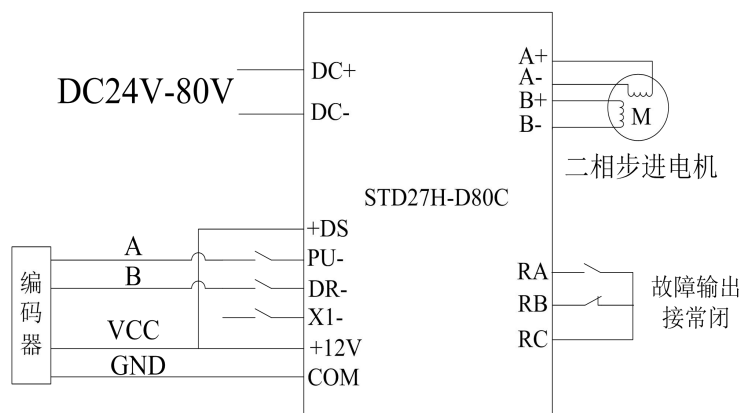 DC24V-80V
DC+
DC-
A+
A-
B+
B-
M
二相步进电机
STD27H-D80C
+DS
A
PU-
B
DR-
X1-
VCC
+12V
GND
COM
编码器
RA
RB
RC
故障输出
接常闭